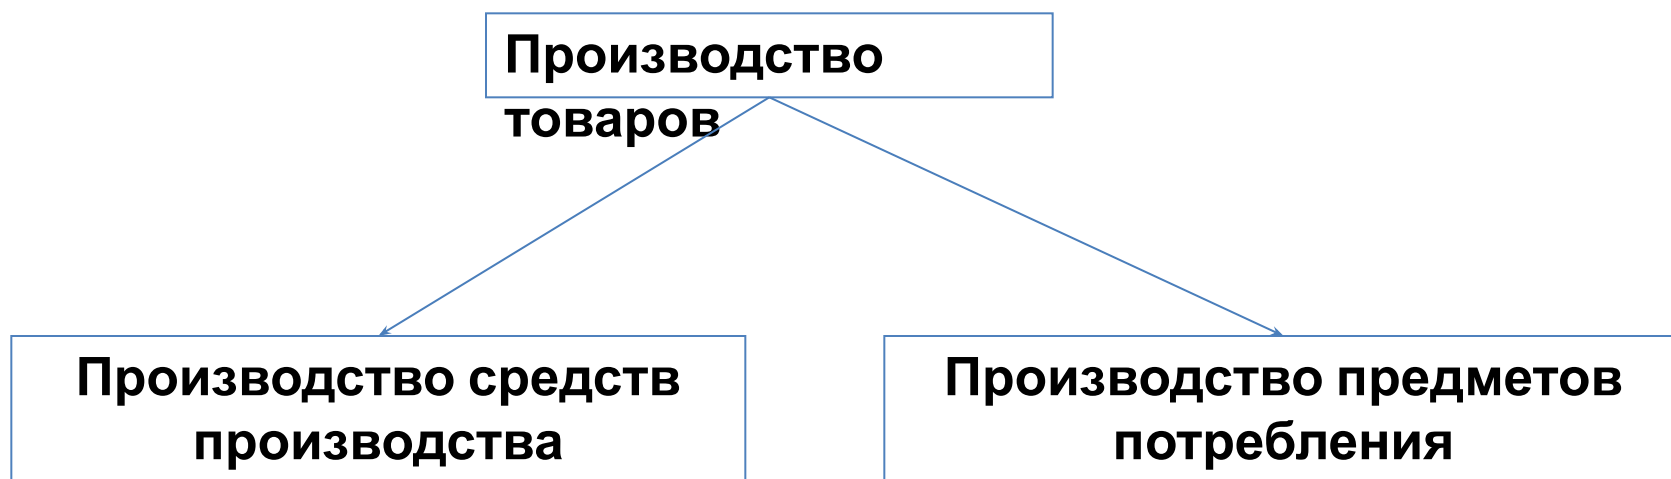 Производство
товаров
Производство средств
производства
Производство предметов
потребления